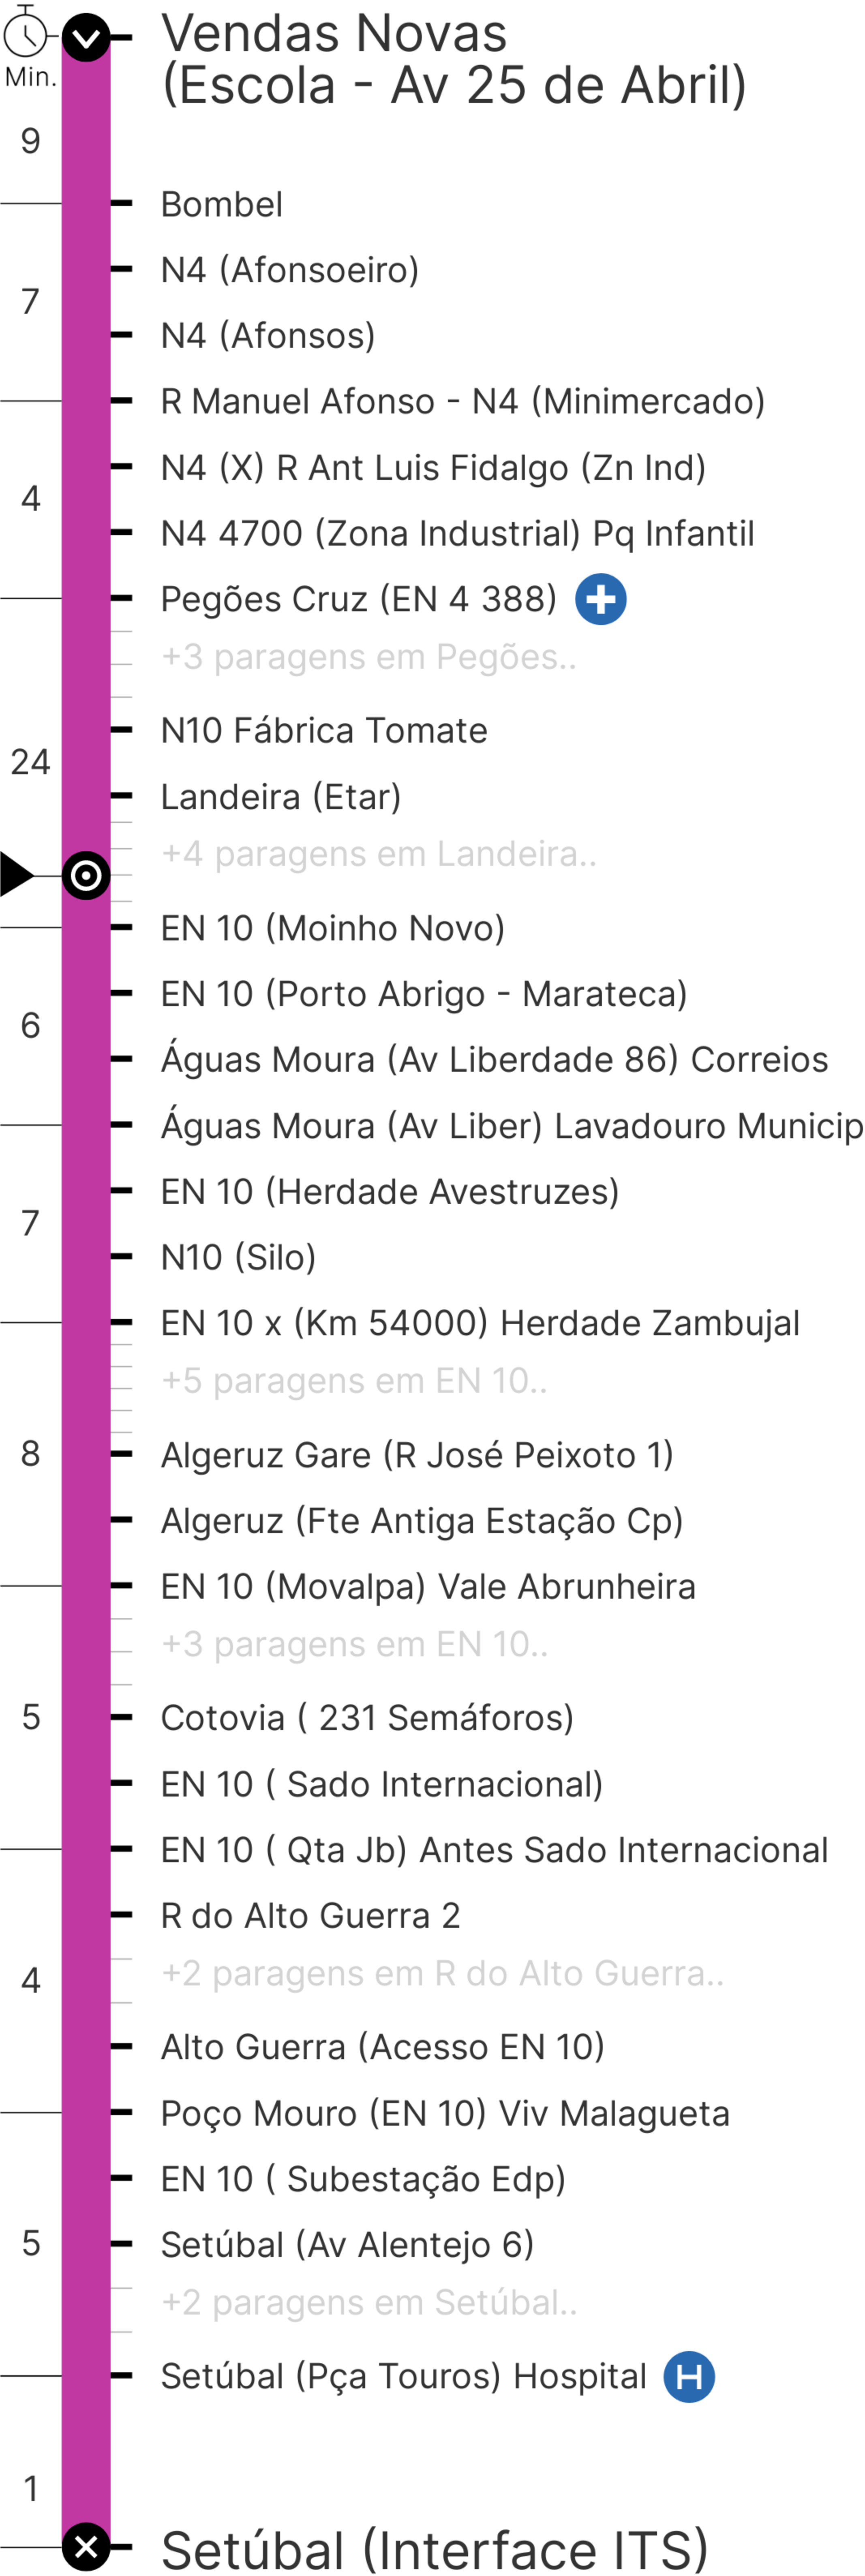 Vendas Novas
(Escola - Av 25 de Abril)
Min.
9
Bombel
N4 (Afonsoeiro)
7
N4 (Afonsos)
R Manuel Afonso - N4 (Minimercado)
N4 (X) R Ant Luis Fidalgo (Zn Ind)
4
N4 4700 (Zona Industrial) Pq Infantil
Pegões Cruz (EN 4 388)
+3 paragens em Pegões..
N10 Fábrica Tomate
24
Landeira (Etar)
+4 paragens em Landeira..
EN 10 (Moinho Novo)
EN 10 (Porto Abrigo - Marateca)
6
Águas Moura (Av Liberdade 86) Correios
Águas Moura (Av Liber) Lavadouro Municip
EN 10 (Herdade Avestruzes)
7
N10 (Silo)
EN 10 x (Km 54000) Herdade Zambujal
+5 paragens em EN 10..
8
Algeruz Gare (R José Peixoto 1)
Algeruz (Fte Antiga Estação Cp)
EN 10 (Movalpa) Vale Abrunheira
+3 paragens em EN 10..
5
Cotovia ( 231 Semáforos)
EN 10 ( Sado Internacional)
EN 10 ( Qta Jb) Antes Sado Internacional
R do Alto Guerra 2
+2 paragens em R do Alto Guerra..
4
Alto Guerra (Acesso EN 10)
Poço Mouro (EN 10) Viv Malagueta
EN 10 ( Subestação Edp)
5
Setúbal (Av Alentejo 6)
+2 paragens em Setúbal..
Setúbal (Pça Touros) Hospital H
1
Setúbal (Interface ITS)